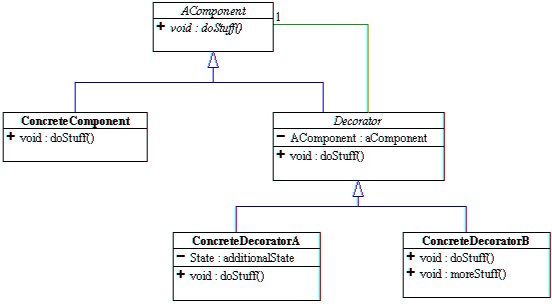 AComponent
+ void : doStuff()
1
ConcreteComponent
+ void : doStuff()
Decorator
− AComponent : aComponent
+ void : doStuff()
ConcreteDecoratorA
− State : additionalState
+ void : doStuff()
ConcreteDecoratorB
+ void : doStuff()
+ void : moreStuff()